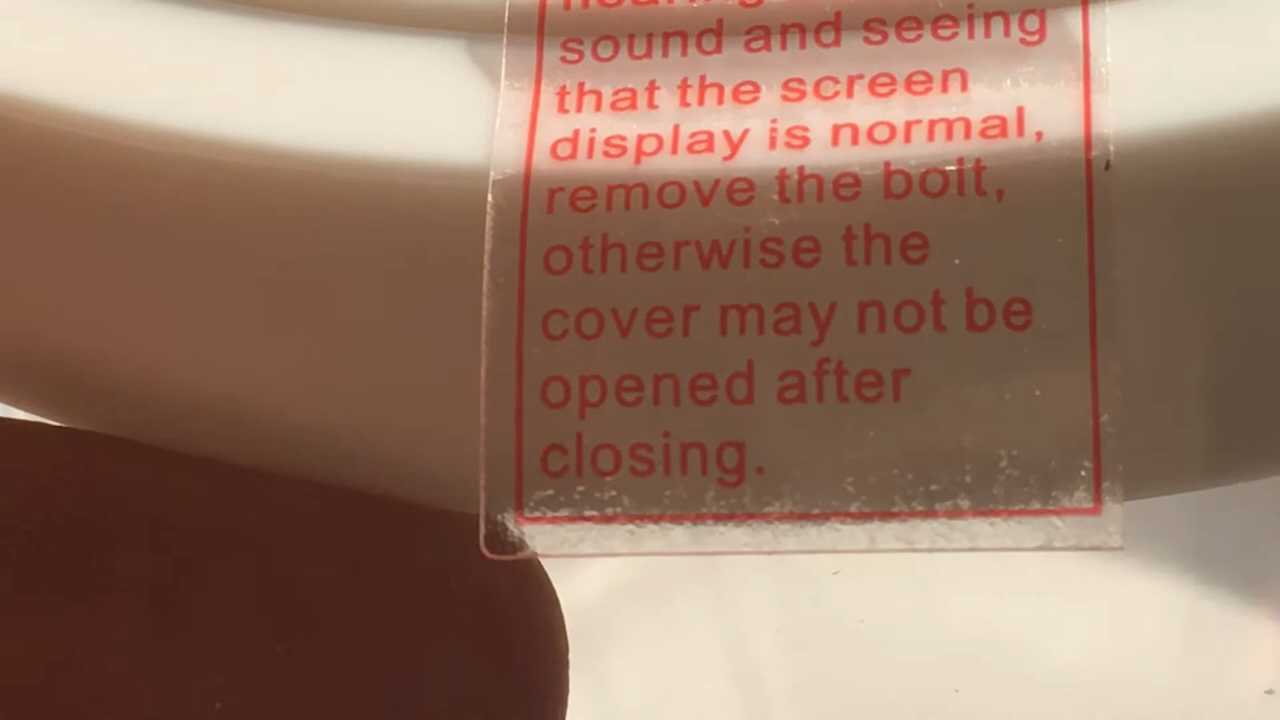 hearing
sound and seeing
that the screen
display is normal,
remove the bolt,
otherwise the
cover may not be
opened after
closing.